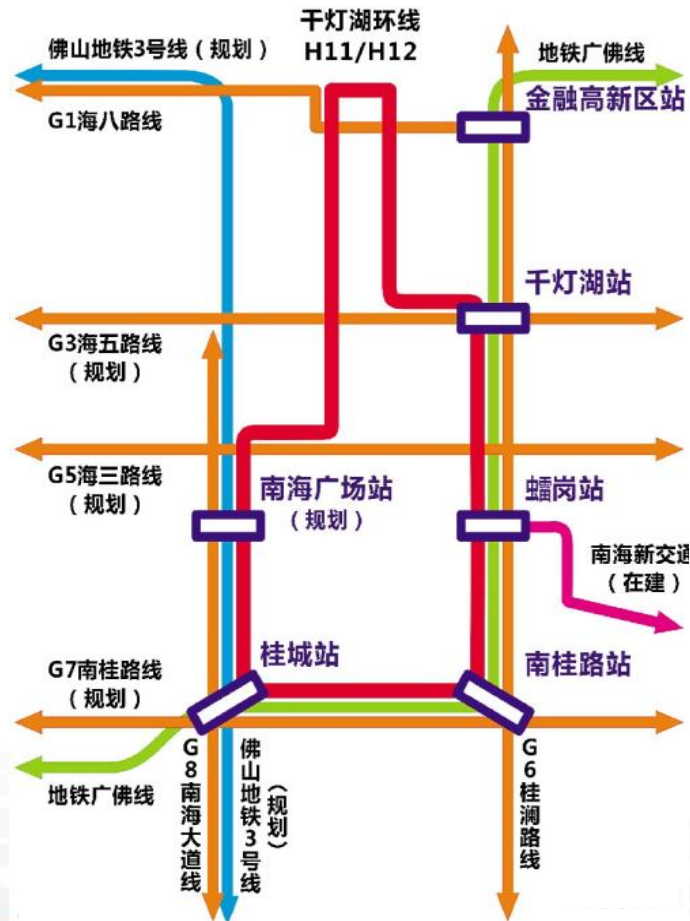 千灯湖环线
H11/H12
佛山地铁3号线（规划）
地铁广佛线
金融高新区站
G1海八路线
千灯湖站
G3海五路线
（规划）
G5海三路线
（规划）
南海广场站
（规划）
蠕岗站
南海新交通
（在建）
桂城站
南桂路站
G7南桂路线
（规划）
地铁广佛线
G8南海大道线
佛山地铁3号线
（规划）
G6桂澜路线